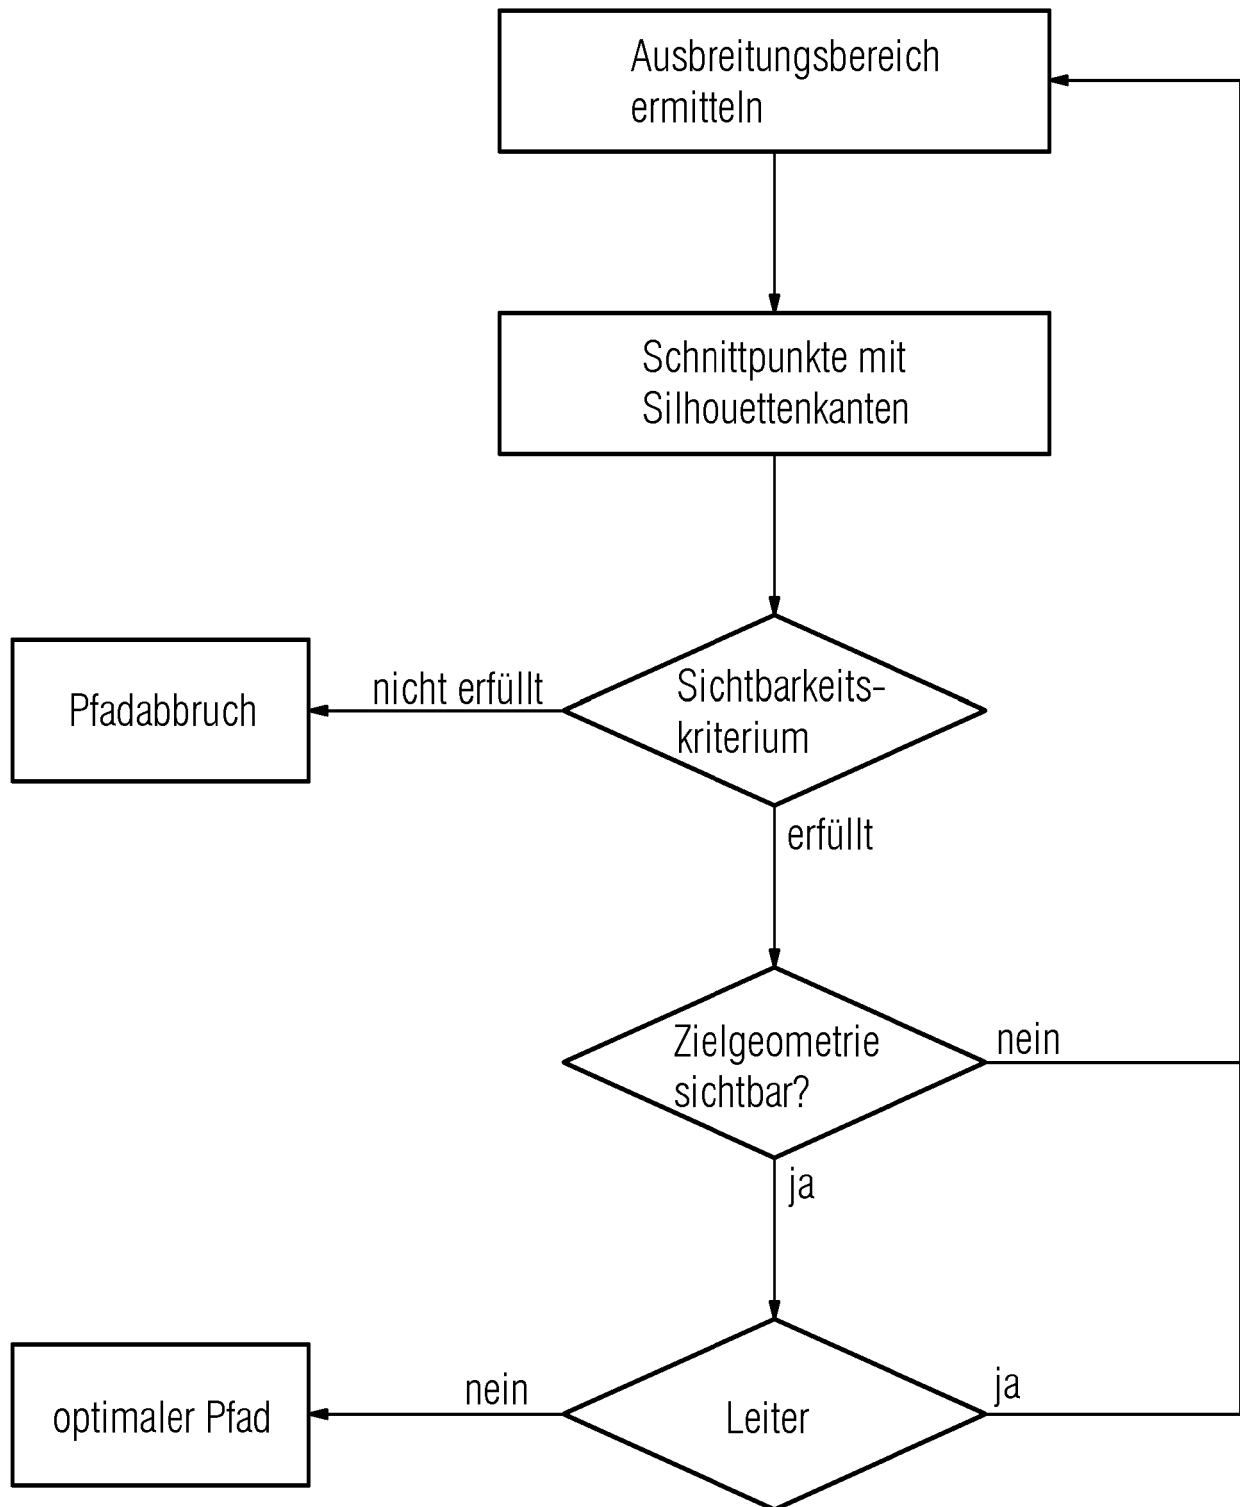 Ausbreitungsbereich
ermitteln
Schnittpunkte mit
Silhouettenkanten
Pfadabbruch
nicht erfüllt
Sichtbarkeits-
kriterium
erfüllt
Zielgeometrie
sichtbar?
nein
ja
optimaler Pfad
nein
Leiter
ja